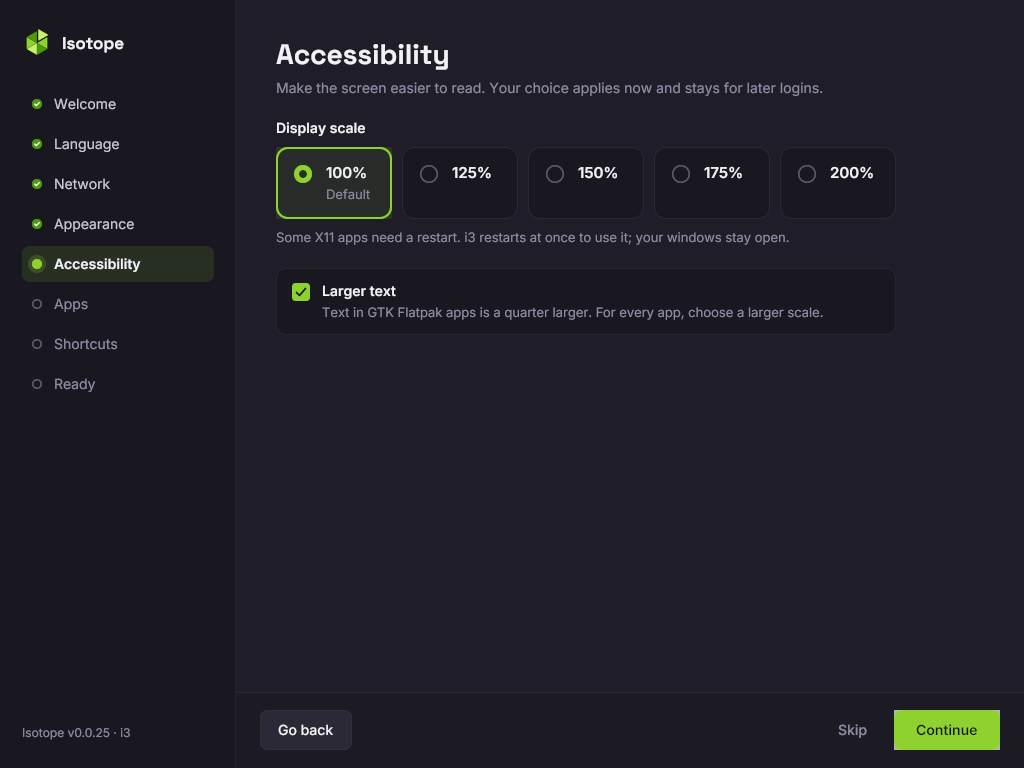 Isotope
Welcome
Language
Network
Appearance
Accessibility
Apps
Shortcuts
Ready
Isotope v0.0.25 · i3
Accessibility
Make the screen easier to read. Your choice applies now and stays for later logins.
Display scale
100%
Default
125%
150%
175%
200%
Some X11 apps need a restart. i3 restarts at once to use it; your windows stay open.
Larger text
Text in GTK Flatpak apps is a quarter larger. For every app, choose a larger scale.
Go back
Skip
Continue